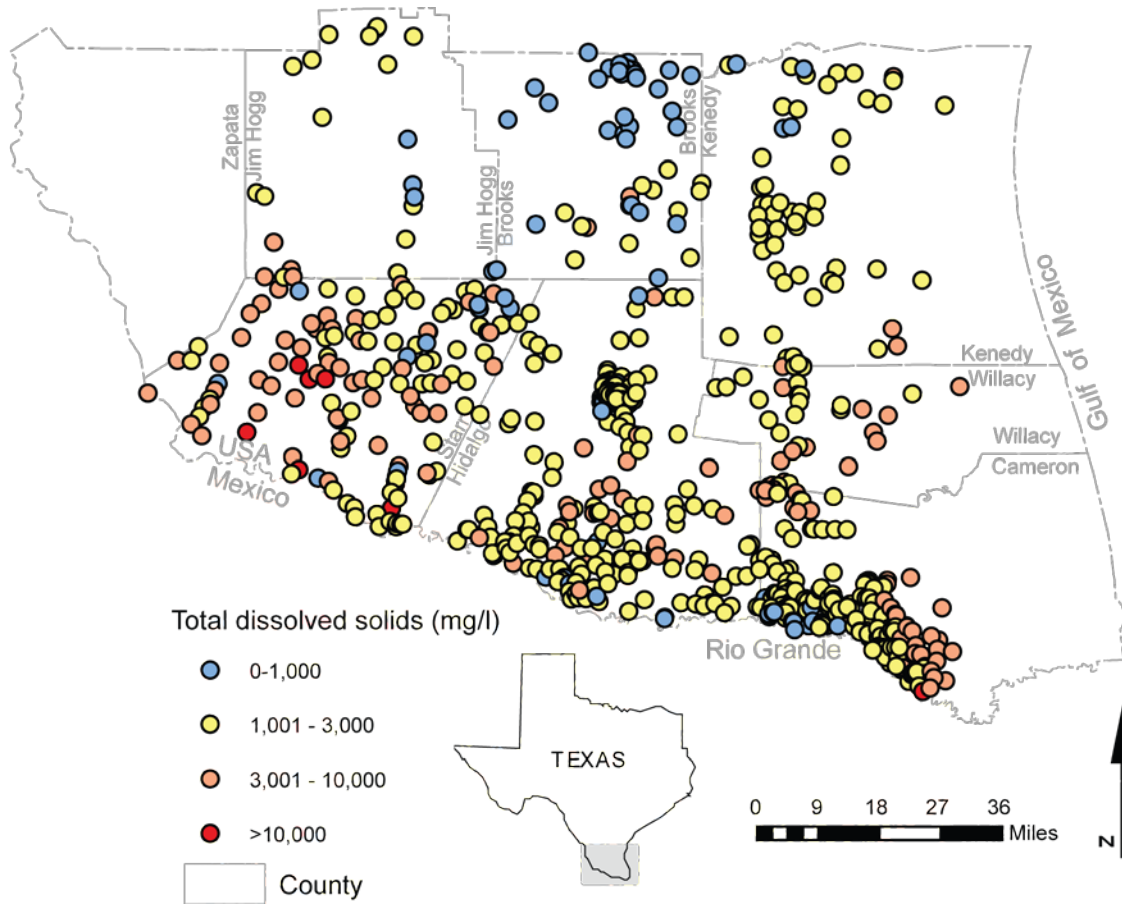 Zapata
Jim Hogg
Jim Hogg
Brooks
Brooks
Kenedy
Gulf of Mexico
Kenedy
Willacy
Willacy
Cameron
Starr
Hidalgo
USA
Mexico
Rio Grande
Total dissolved solids (mg/l)
0-1,000
1,001 - 3,000
3,001 - 10,000
>10,000
County
TEXAS
0 9 18 27 36
Miles
N